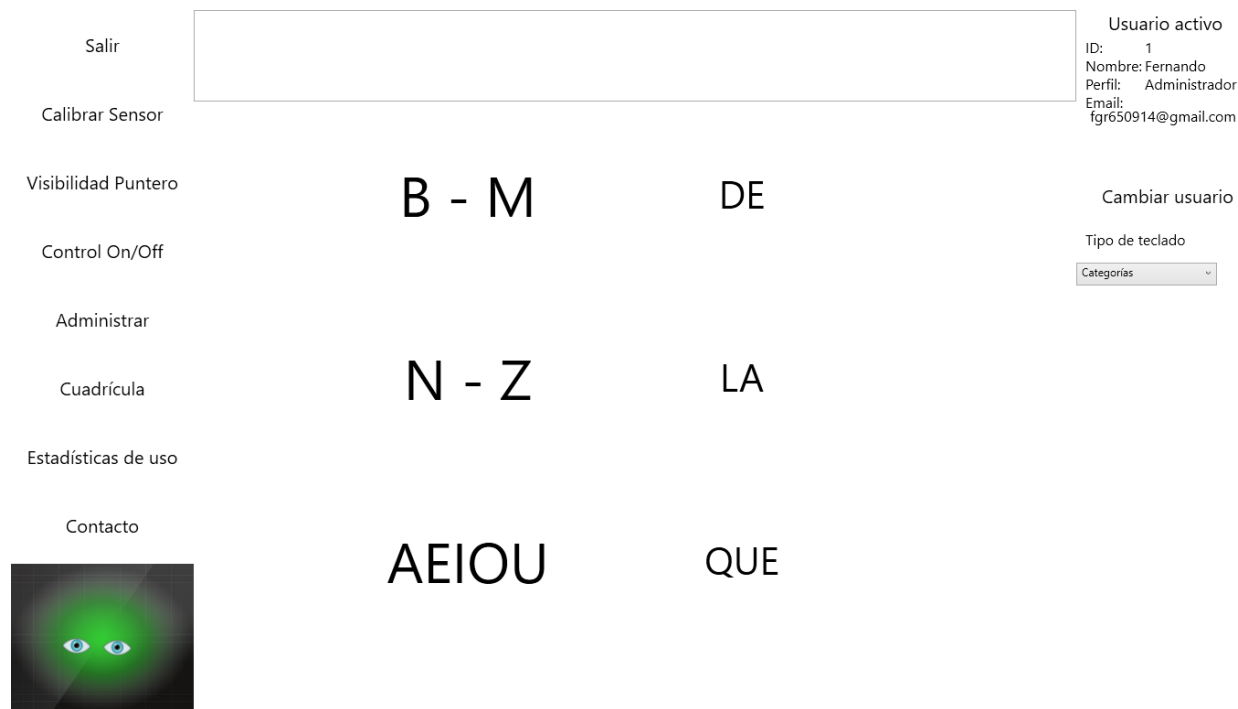 Salir
Calibrar Sensor
Visibilidad Puntero
Control On/Off
Administrar
Cuadrícula
Estadísticas de uso
Contacto
B - M
DE
N - Z
LA
AEIOU
QUE
Usuario activo
ID: 1
Nombre: Fernando
Perfil: Administrador
Email:
fgr650914@gmail.com
Cambiar usuario
Tipo de teclado
Categorías